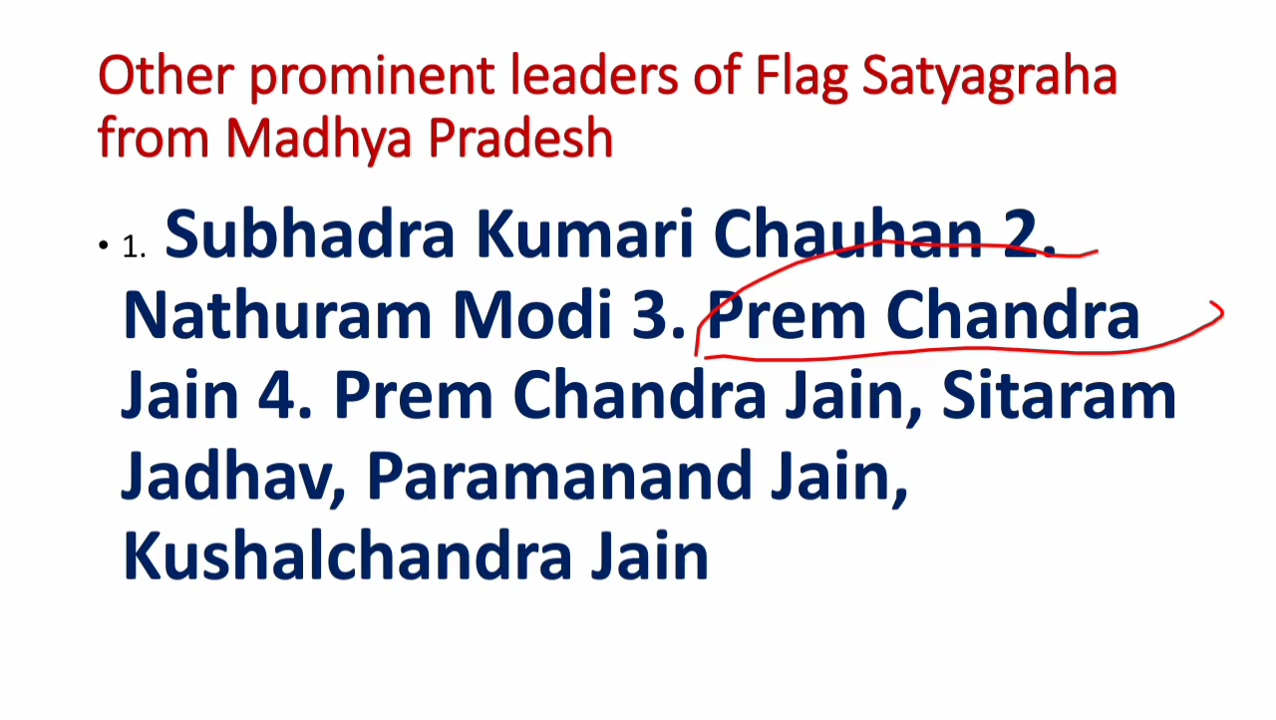 Other prominent leaders of Flag Satyagraha
from Madhya Pradesh
• 1. Subhadra Kumari Chauhan 2.
Nathuram Modi 3. Prem Chandra
Jain 4. Prem Chandra Jain, Sitaram
Jadhav, Paramanand Jain,
Kushalchandra Jain